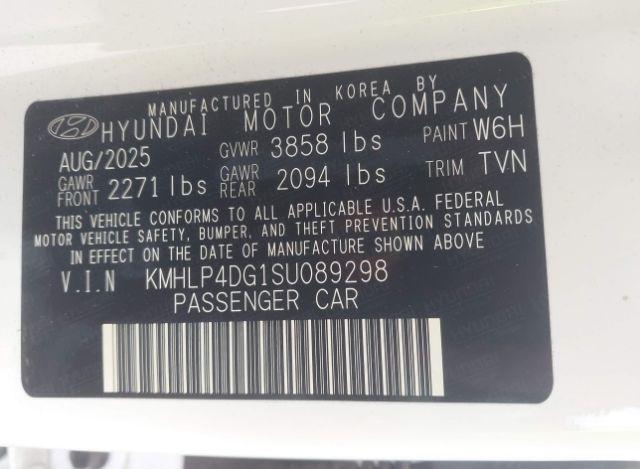 MANUFACTURED IN KOREA BY
HYUNDAI MOTOR COMPANY
AUG/2025 GVWR 3858 lbs PAINT W6H
GAWR FRONT 2271 lbs GAWR REAR 2094 lbs TRIM TVN
THIS VEHICLE CONFORMS TO ALL APPLICABLE U.S.A. FEDERAL
MOTOR VEHICLE SAFETY, BUMPER, AND THEFT PREVENTION STANDARDS
IN EFFECT ON THE DATE OF MANUFACTURE SHOWN ABOVE
V.I.N KMHLP4DG1SU089298
PASSENGER CAR